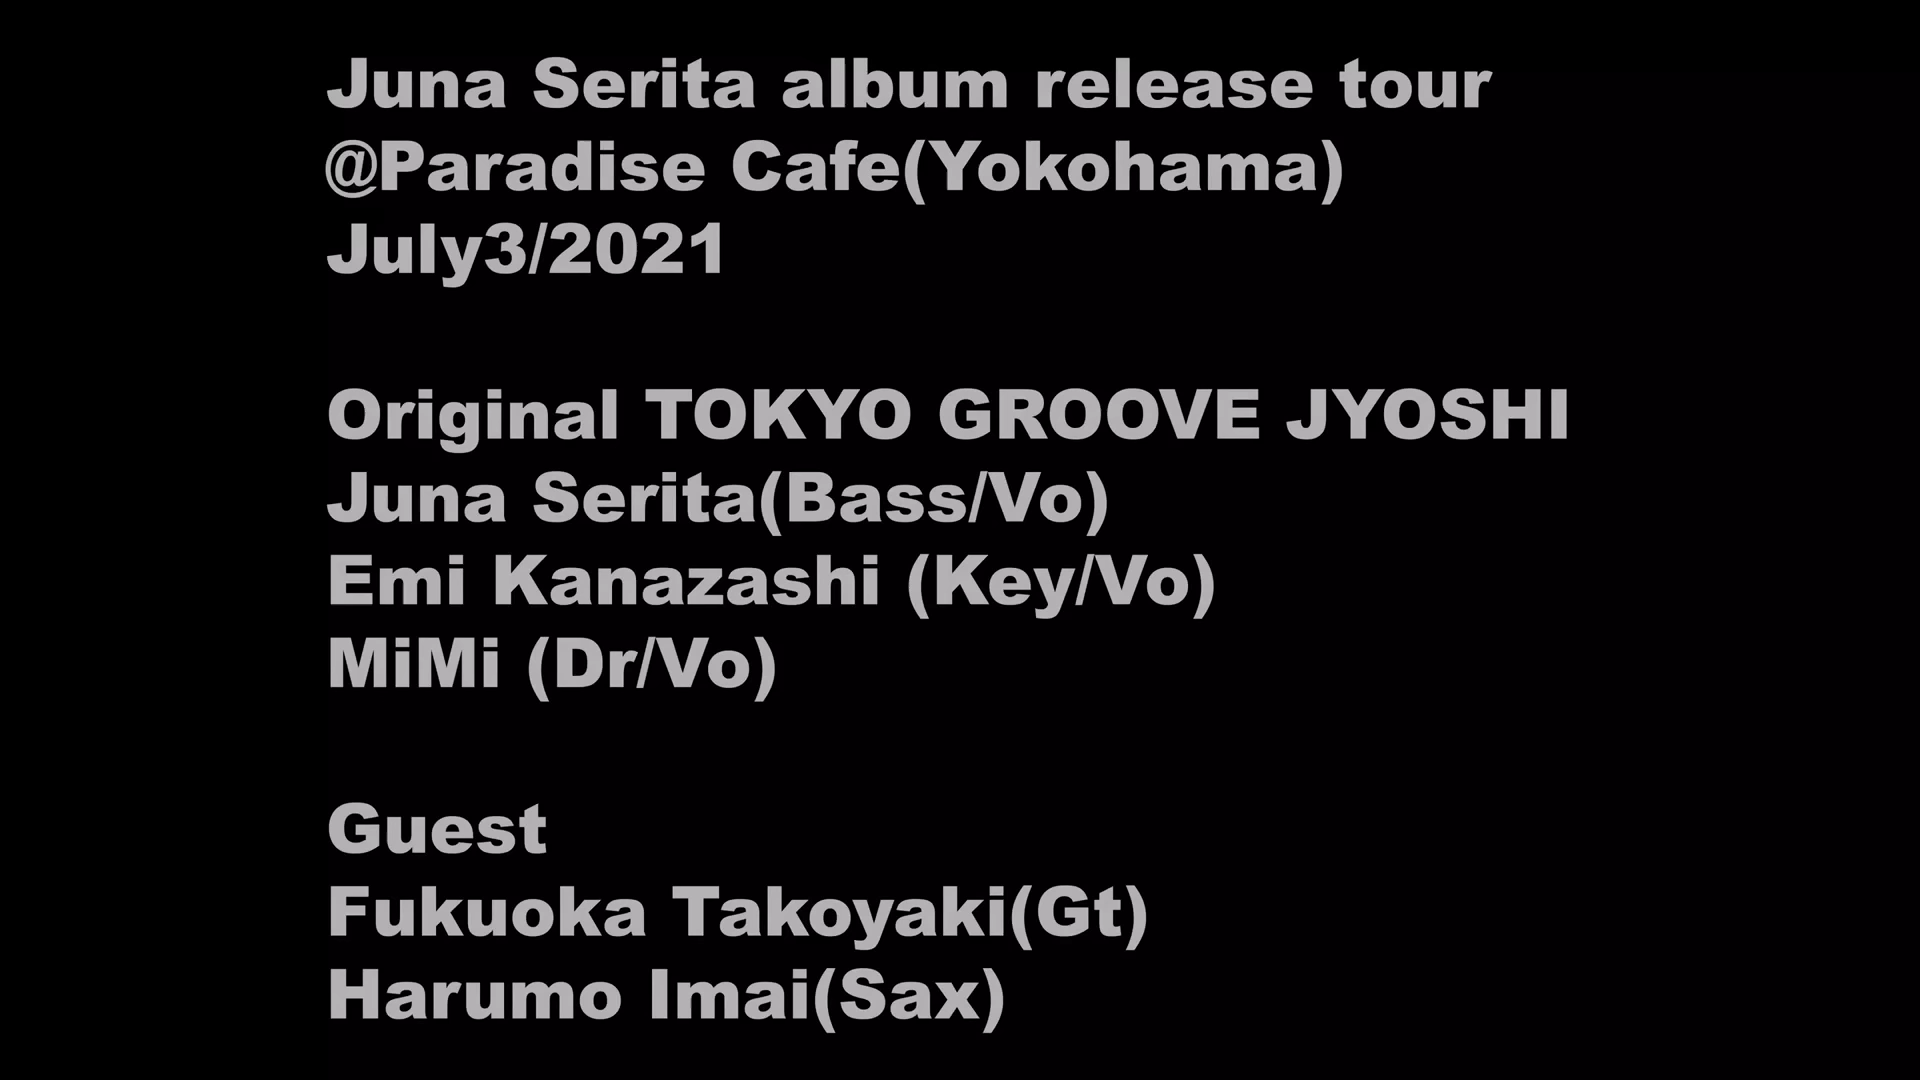 Juna Serita album release tour
@Paradise Cafe(Yokohama)
July3/2021
Original TOKYO GROOVE JYOSHI
Juna Serita(Bass/Vo)
Emi Kanazashi (Key/Vo)
MiMi (Dr/Vo)
Guest
Fukuoka Takoyaki(Gt)
Harumo Imai(Sax)